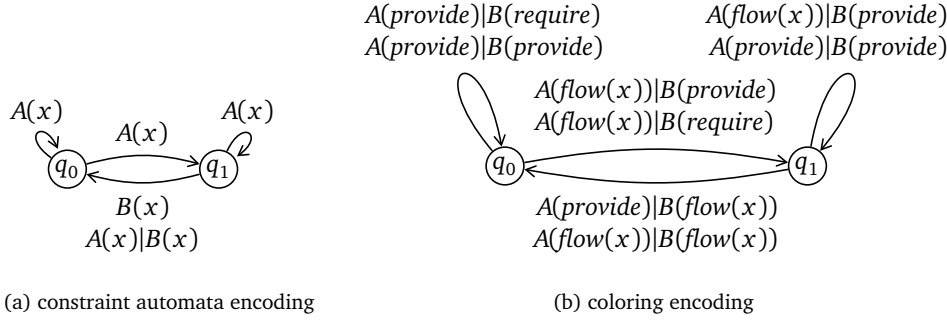 A(x)
A(x)
A(x)
q0
q1
B(x)
A(x)|B(x)
(a) constraint automata encoding
A(provide)|B(require)
A(provide)|B(provide)
A(flow(x))|B(provide)
A(provide)|B(provide)
A(flow(x))|B(provide)
A(flow(x))|B(require)
q0
q1
A(provide)|B(flow(x))
A(flow(x))|B(flow(x))
(b) coloring encoding